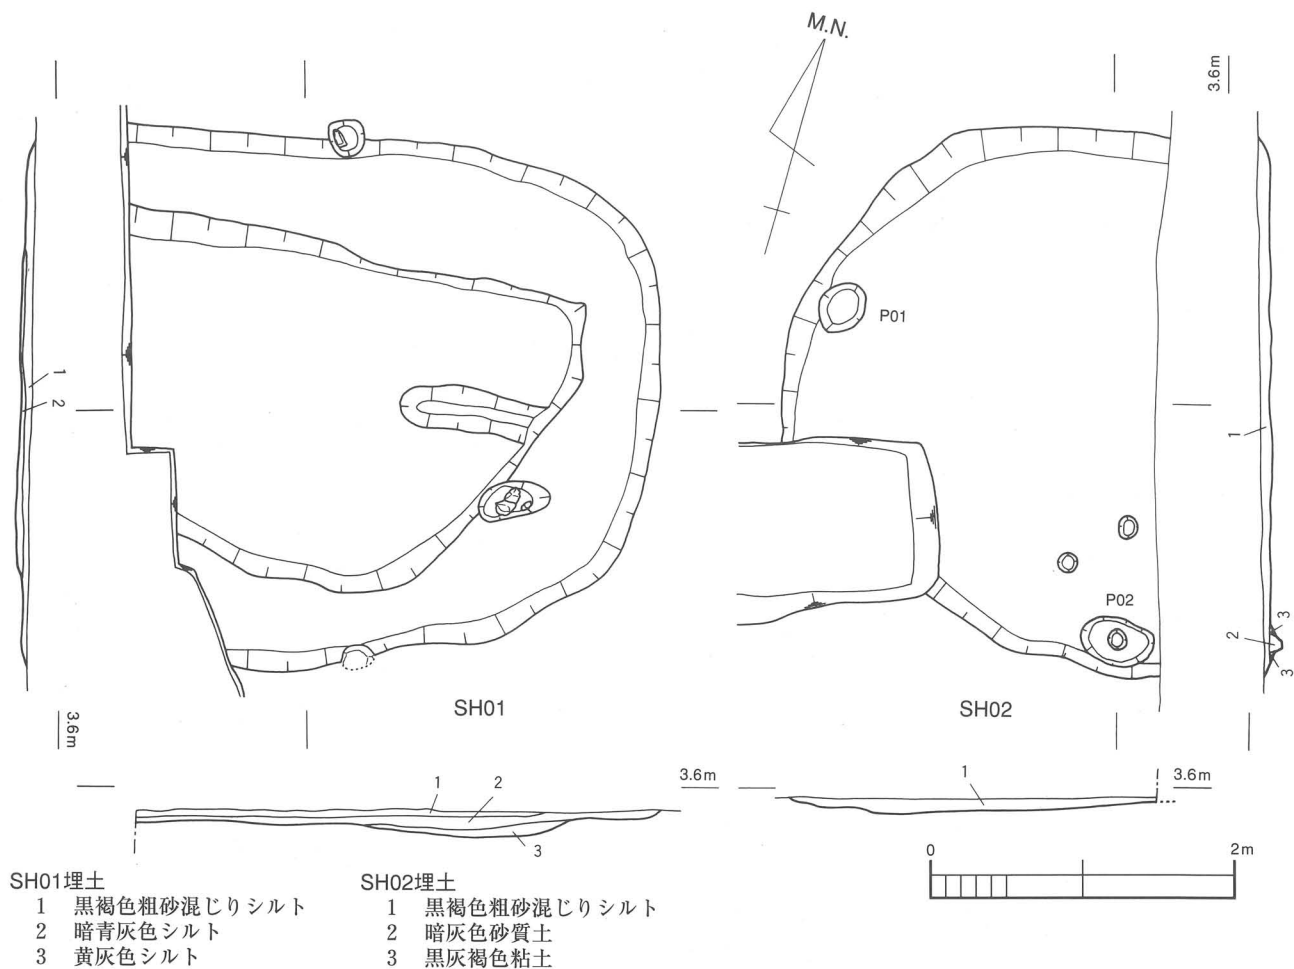 M.N.
3.6m
P01
1
2
1
P02
3
2
3
SH01
SH02
3.6m
1
2
3.6m
3
1
3.6m
0
2m
SH01埋土
1 黒褐色粗砂混じりシルト
2 暗青灰色シルト
3 黄灰色シルト
SH02埋土
1 黒褐色粗砂混じりシルト
2 暗灰色砂質土
3 黒灰褐色粘土